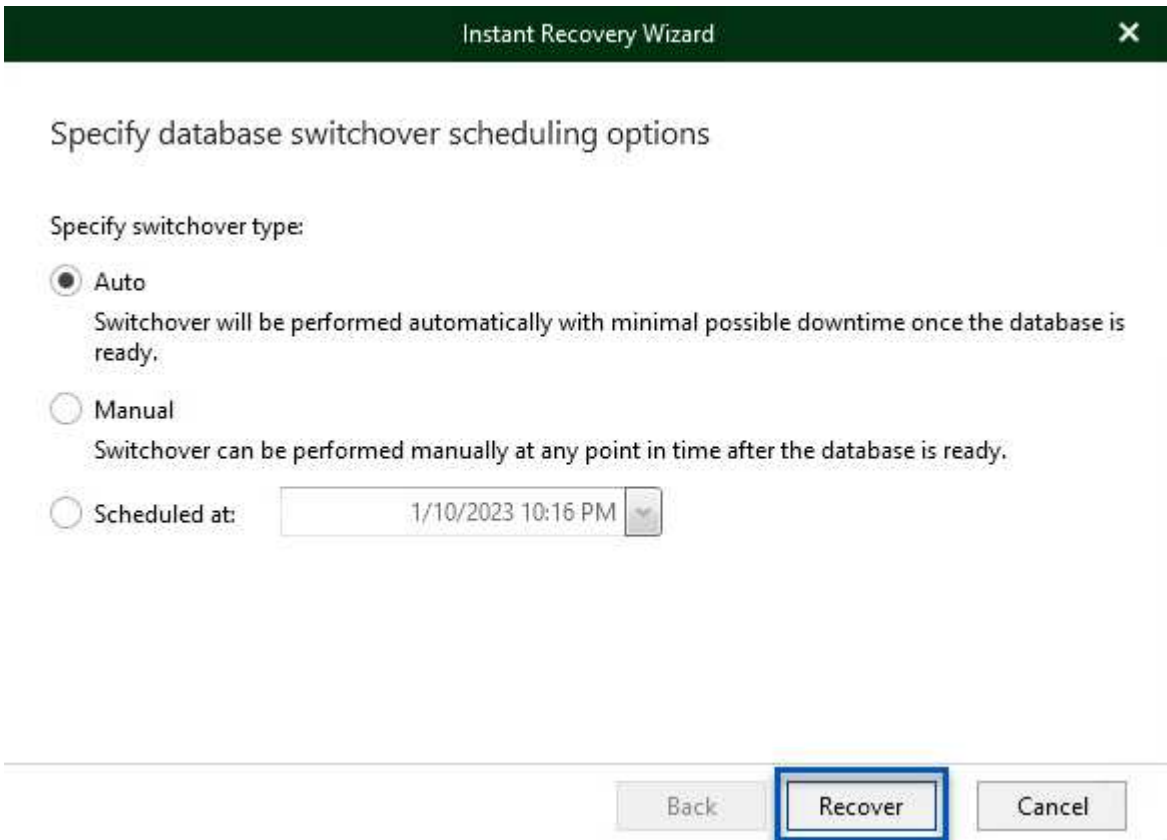 Instant Recovery Wizard
Specify database switchover scheduling options
Specify switchover type:
Auto
Switchover will be performed automatically with minimal possible downtime once the database is
ready.
Manual
Switchover can be performed manually at any point in time after the database is ready.
Scheduled at: 1/10/2023 10:16 PM
Back Recover Cancel